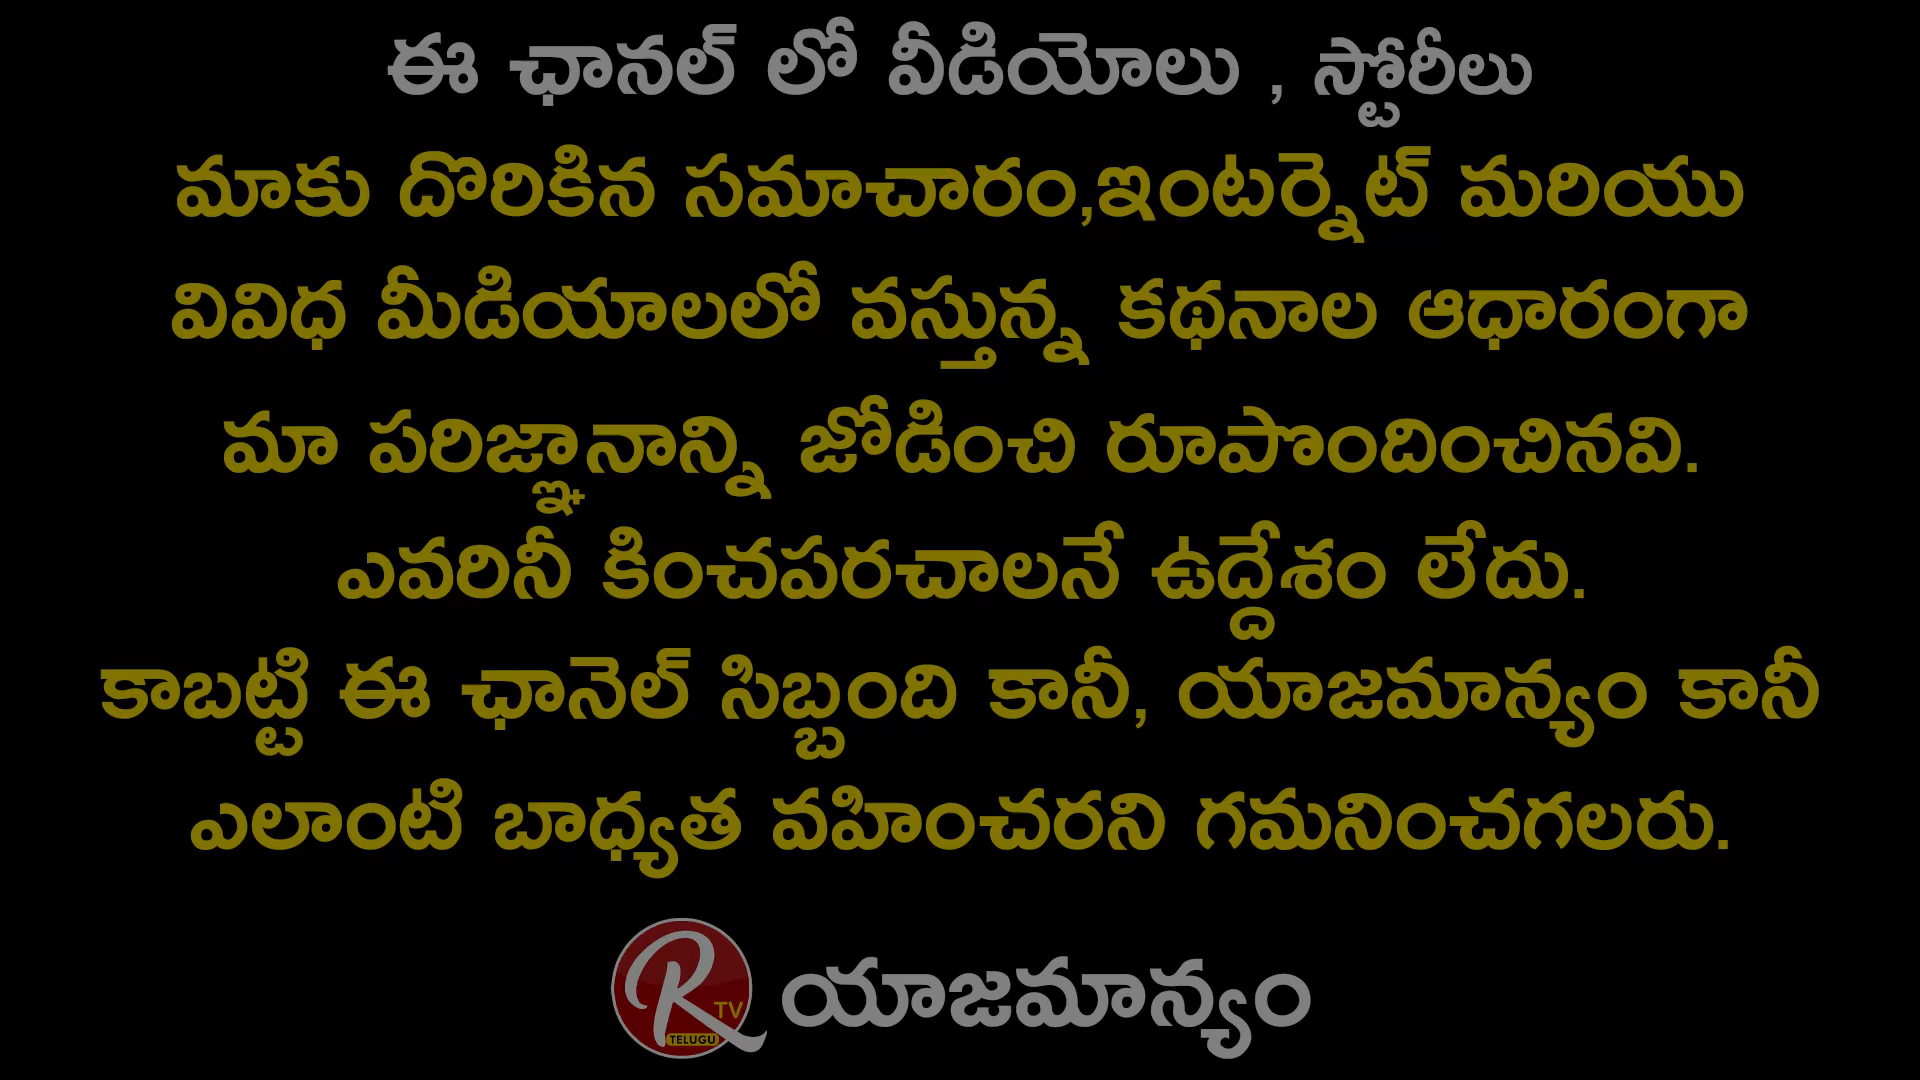 ఈ ఛానల్ లో వీడియోలు , స్టోరీలు
మాకు దొరికిన సమాచారం,ఇంటర్నెట్ మరియు
వివిధ మీడియాలలో వస్తున్న కథనాల ఆధారంగా
మా పరిజ్ఞానాన్ని జోడించి రూపొందించినవి.
ఎవరినీ కించపరచాలనే ఉద్దేశం లేదు.
కాబట్టి ఈ ఛానెల్ సిబ్బంది కానీ, యాజమాన్యం కానీ
ఎలాంటి బాధ్యత వహించరని గమనించగలరు.
R TV TELUGU యాజమాన్యం